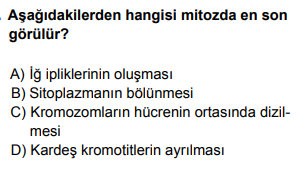 Aşağıdakilerden hangisi mitozda en son
görülür?
A) İğ ipliklerinin oluşması
B) Sitoplazmanın bölünmesi
C) Kromozomların hücrenin ortasında dizil-
mesi
D) Kardeş kromotitlerin ayrılması